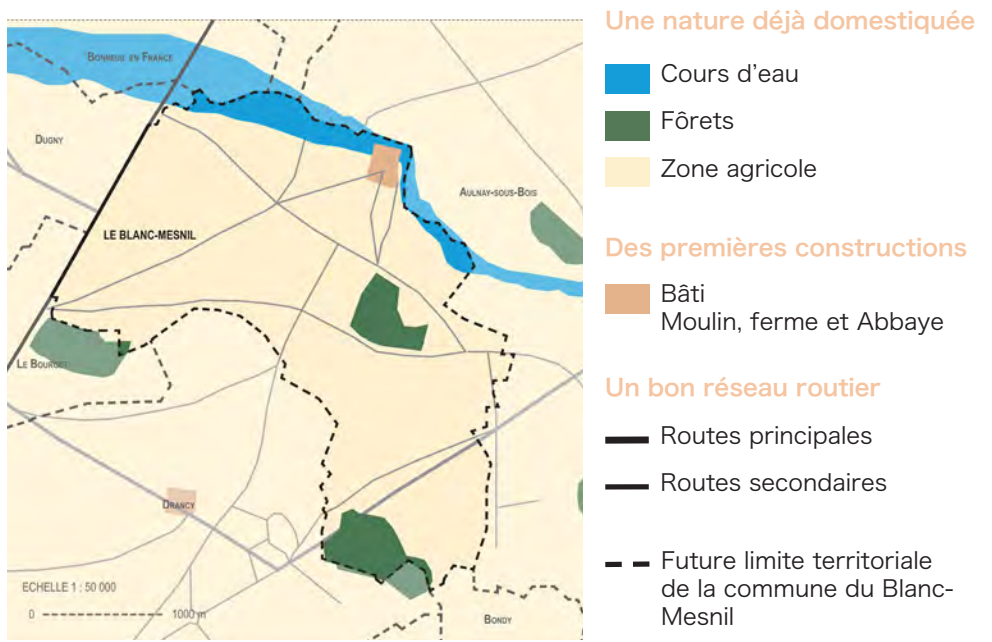 BONNEUIL EN FRANCE
DUGNY
AULNAY-SOUS-BOIS
LE BLANC-MESNIL
LE BOURGET
DRANCY
ECHELLE 1 : 50 000
0 1000 m
BONDY
Une nature déjà domestiquée
Cours d'eau
Fôrets
Zone agricole
Des premières constructions
Bâti
Moulin, ferme et Abbaye
Un bon réseau routier
Routes principales
Routes secondaires
Future limite territoriale
de la commune du Blanc-
Mesnil